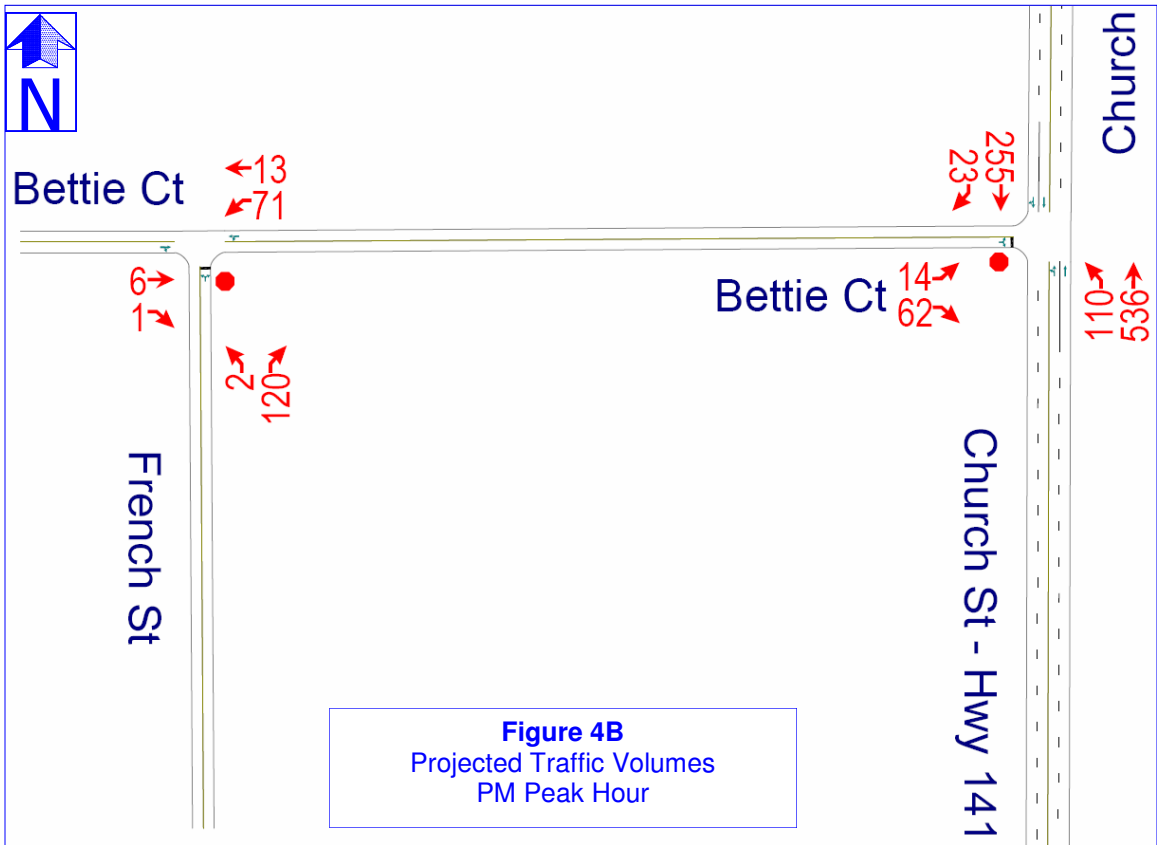 N
Church
Bettie Ct
13
71
23
255
6
1
Bettie Ct
14
62
110
536
2
120
French St
Church St - Hwy 141
Figure 4B
Projected Traffic Volumes
PM Peak Hour